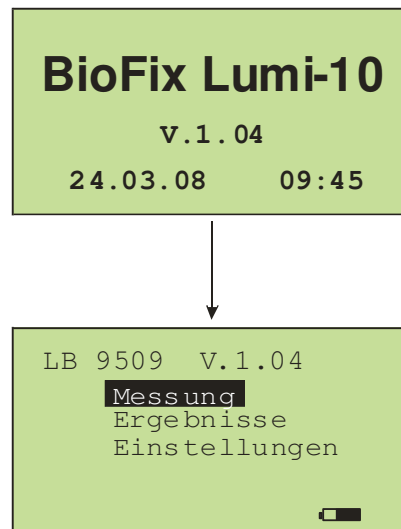 BioFix Lumi-10
V.1.04
24.03.08 09:45
LB 9509 V.1.04
Messung
Ergebnisse
Einstellungen